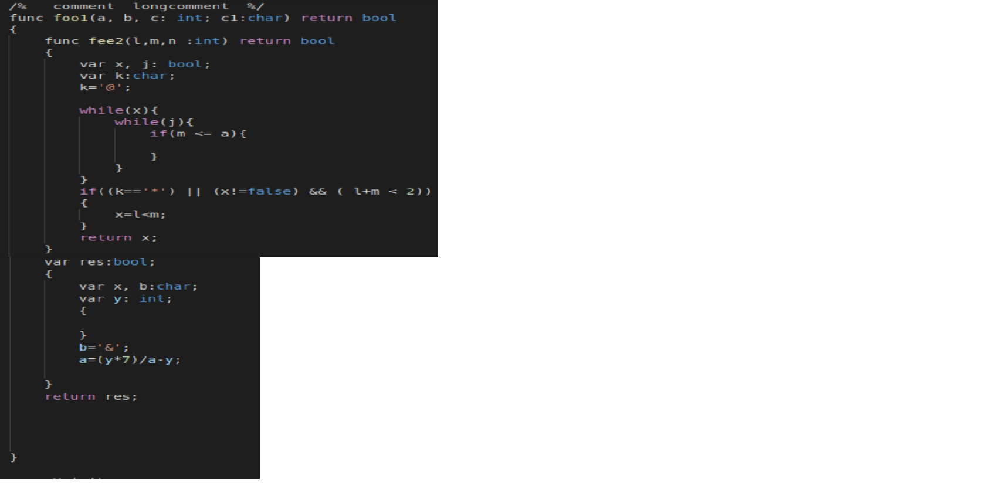 /%   comment  longcomment  %/
func foo1(a, b, c: int; c1:char) return bool
{
    func fee2(l,m,n :int) return bool
    {
        var x, j: bool;
        var k:char;
        k='@';
        while(x){
            while(j){
                if(m <= a){
                }
            }
        }
        if((k=='*') || (x!=false) && ( l+m < 2))
        {
            x=l<m;
        }
        return x;
    }
    var res:bool;
    {
        var x, b:char;
        var y: int;
        {
        }
        b='&';
        a=(y*7)/a-y;
    }
    return res;
}